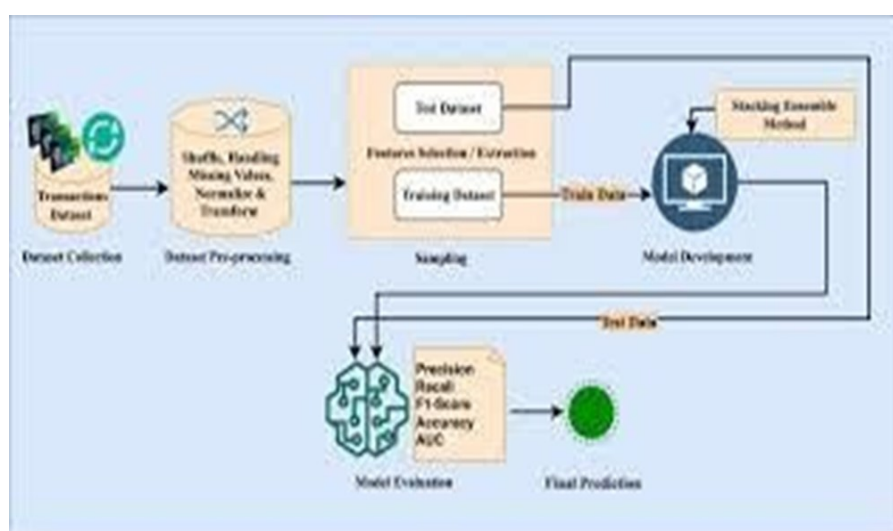 Transactions
Dataset
Dataset Collection
Shuffle, Handling
Missing Values,
Normalize &
Transform
Dataset Pre-processing
Test Dataset
Features Selection / Extraction
Training Dataset
Sampling
Train Data
Stacking Ensemble
Method
Model Development
Test Data
Precision
Recall
F1-Score
Accuracy
AUC
Model Evaluation
Final Prediction